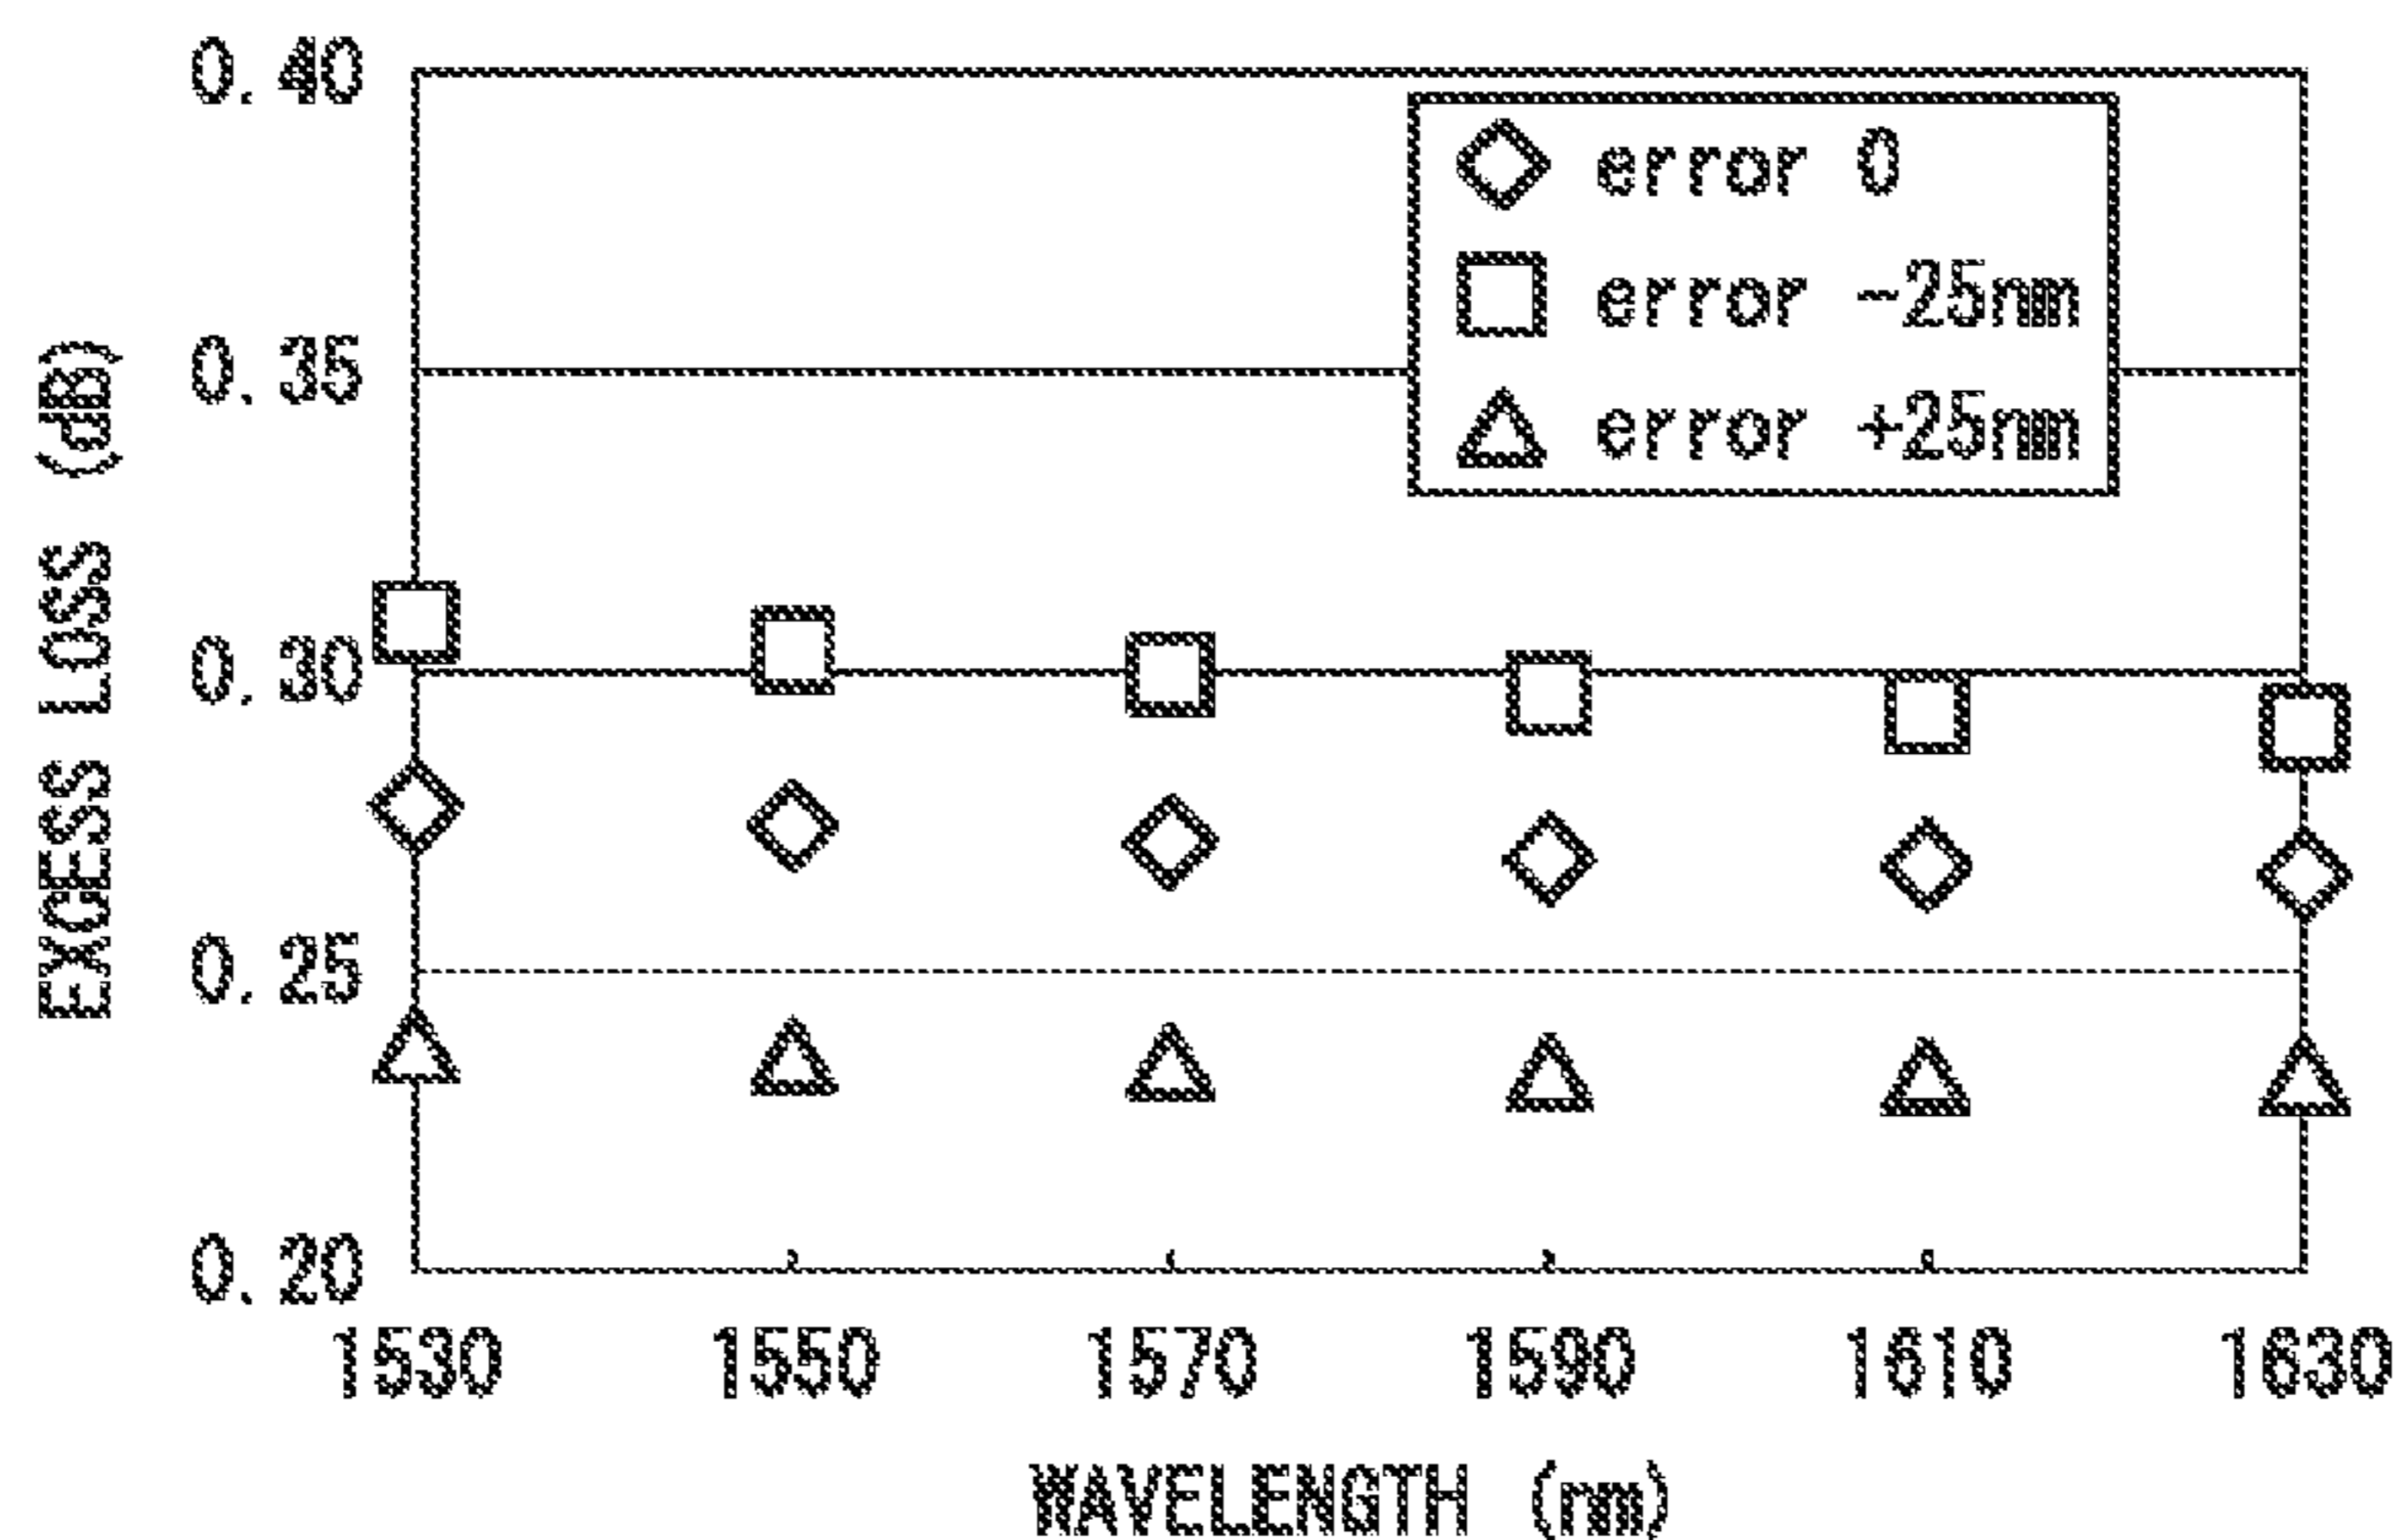 0.40
0.35
0.30
0.25
0.20
EXCESS LOSS (dB)
error 0
error -25nm
error +25nm
1530 1550 1570 1590 1610 1630
WAVELENGTH (nm)